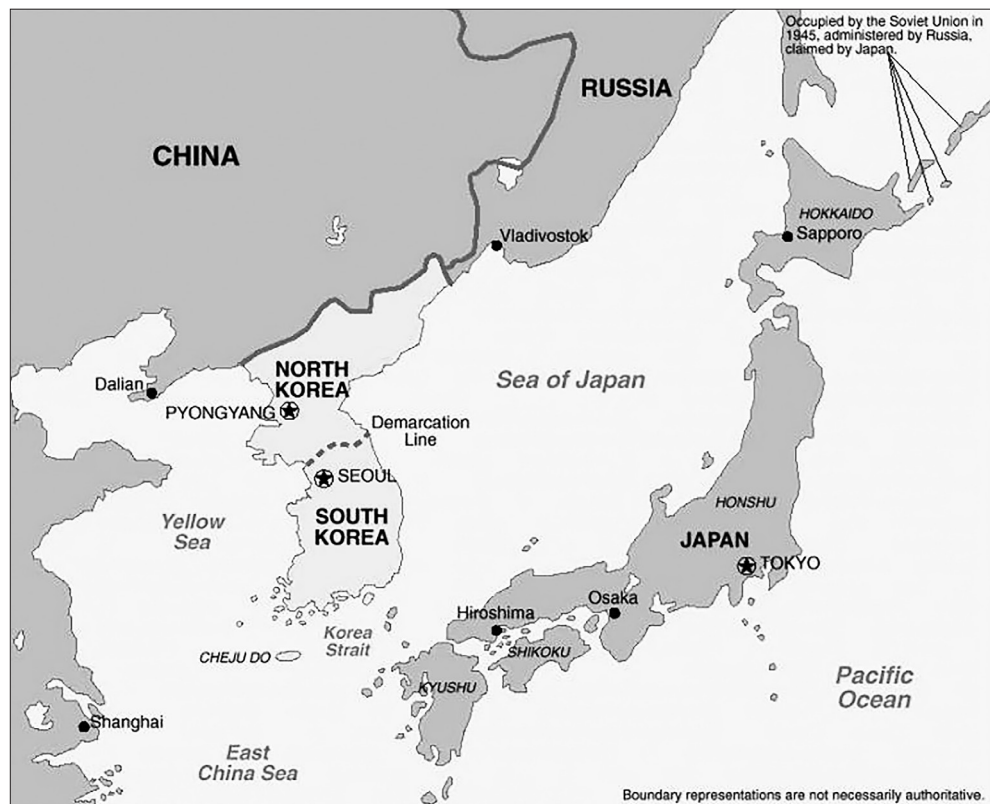 Occupied by the Soviet Union in
1945, administered by Russia,
claimed by Japan.
RUSSIA
CHINA
HOKKAIDO
Sapporo
Vladivostok
NORTH
KOREA
Dalian
PYONGYANG
Sea of Japan
Demarcation
Line
SEOUL
HONSHU
Yellow
Sea
SOUTH
KOREA
JAPAN
TOKYO
Osaka
Hiroshima
Korea
Strait
SHIKOKU
CHEJU DO
KYUSHU
Pacific
Ocean
Shanghai
East
China Sea
Boundary representations are not necessarily authoritative.